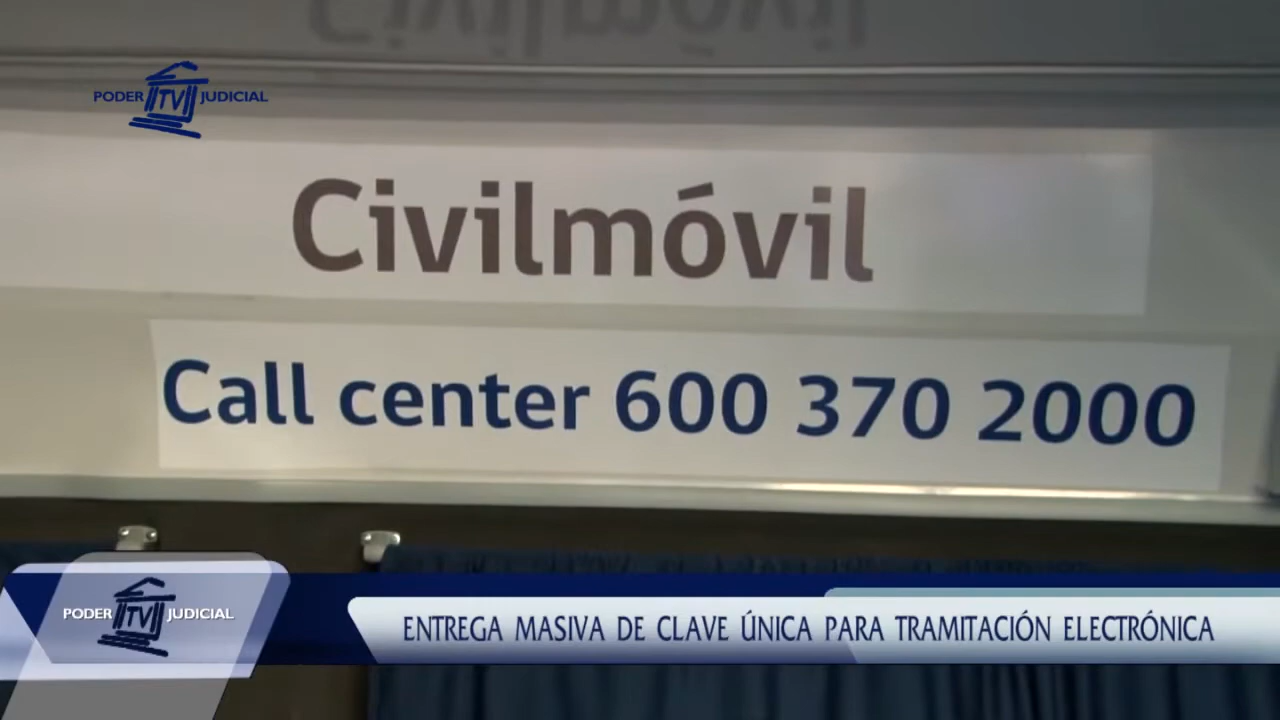 Civilmóvil
PODER TV JUDICIAL
Civilmóvil
Call center 600 370 2000
PODER TV JUDICIAL
ENTREGA MASIVA DE CLAVE ÚNICA PARA TRAMITACIÓN ELECTRÓNICA